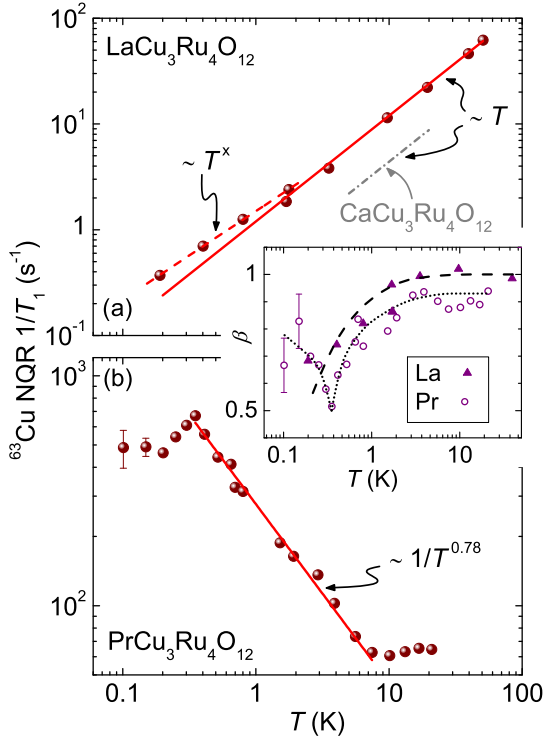 LaCu₃Ru₄O₁₂
10²
10¹
10⁰
10⁻¹
~ Tˣ
~ T
CaCu₃Ru₄O₁₂
(a)
1
0.5
β
La
Pr
0.1
1
10
T (K)
⁶³Cu NQR 1/T₁ (s⁻¹)
(b)
10³
10²
~ 1/T⁰·⁷⁸
PrCu₃Ru₄O₁₂
0.1
1
10
100
T (K)